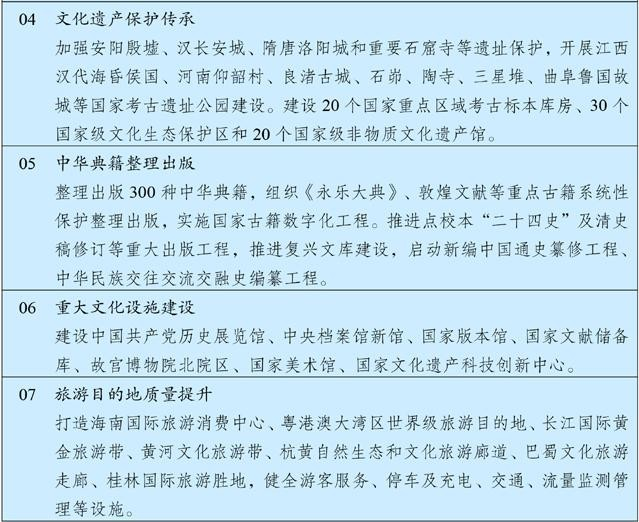 04 文化遗产保护传承
加强安阳殷墟、汉长安城、隋唐洛阳城和重要石窟寺等遗址保护，开展江西
汉代海昏侯国、河南仰韶村、良渚古城、石峁、陶寺、三星堆、曲阜鲁国故
城等国家考古遗址公园建设。建设20个国家重点区域考古标本库房、30个
国家级文化生态保护区和20个国家级非物质文化遗产馆。
05 中华典籍整理出版
整理出版300种中华典籍，组织《永乐大典》、敦煌文献等重点古籍系统性
保护整理出版，实施国家古籍数字化工程。推进点校本“二十四史”及清史
稿修订等重大出版工程，推进复兴文库建设，启动新编中国通史纂修工程、
中华民族交往交流交融史编纂工程。
06 重大文化设施建设
建设中国共产党历史展览馆、中央档案馆新馆、国家版本馆、国家文献储备
库、故宫博物院北院区、国家美术馆、国家文化遗产科技创新中心。
07 旅游目的地质量提升
打造海南国际旅游消费中心、粤港澳大湾区世界级旅游目的地、长江国际黄
金旅游带、黄河文化旅游带、杭黄自然生态和文化旅游廊道、巴蜀文化旅游
走廊、桂林国际旅游胜地，健全游客服务、停车及充电、交通、流量监测管
理等设施。